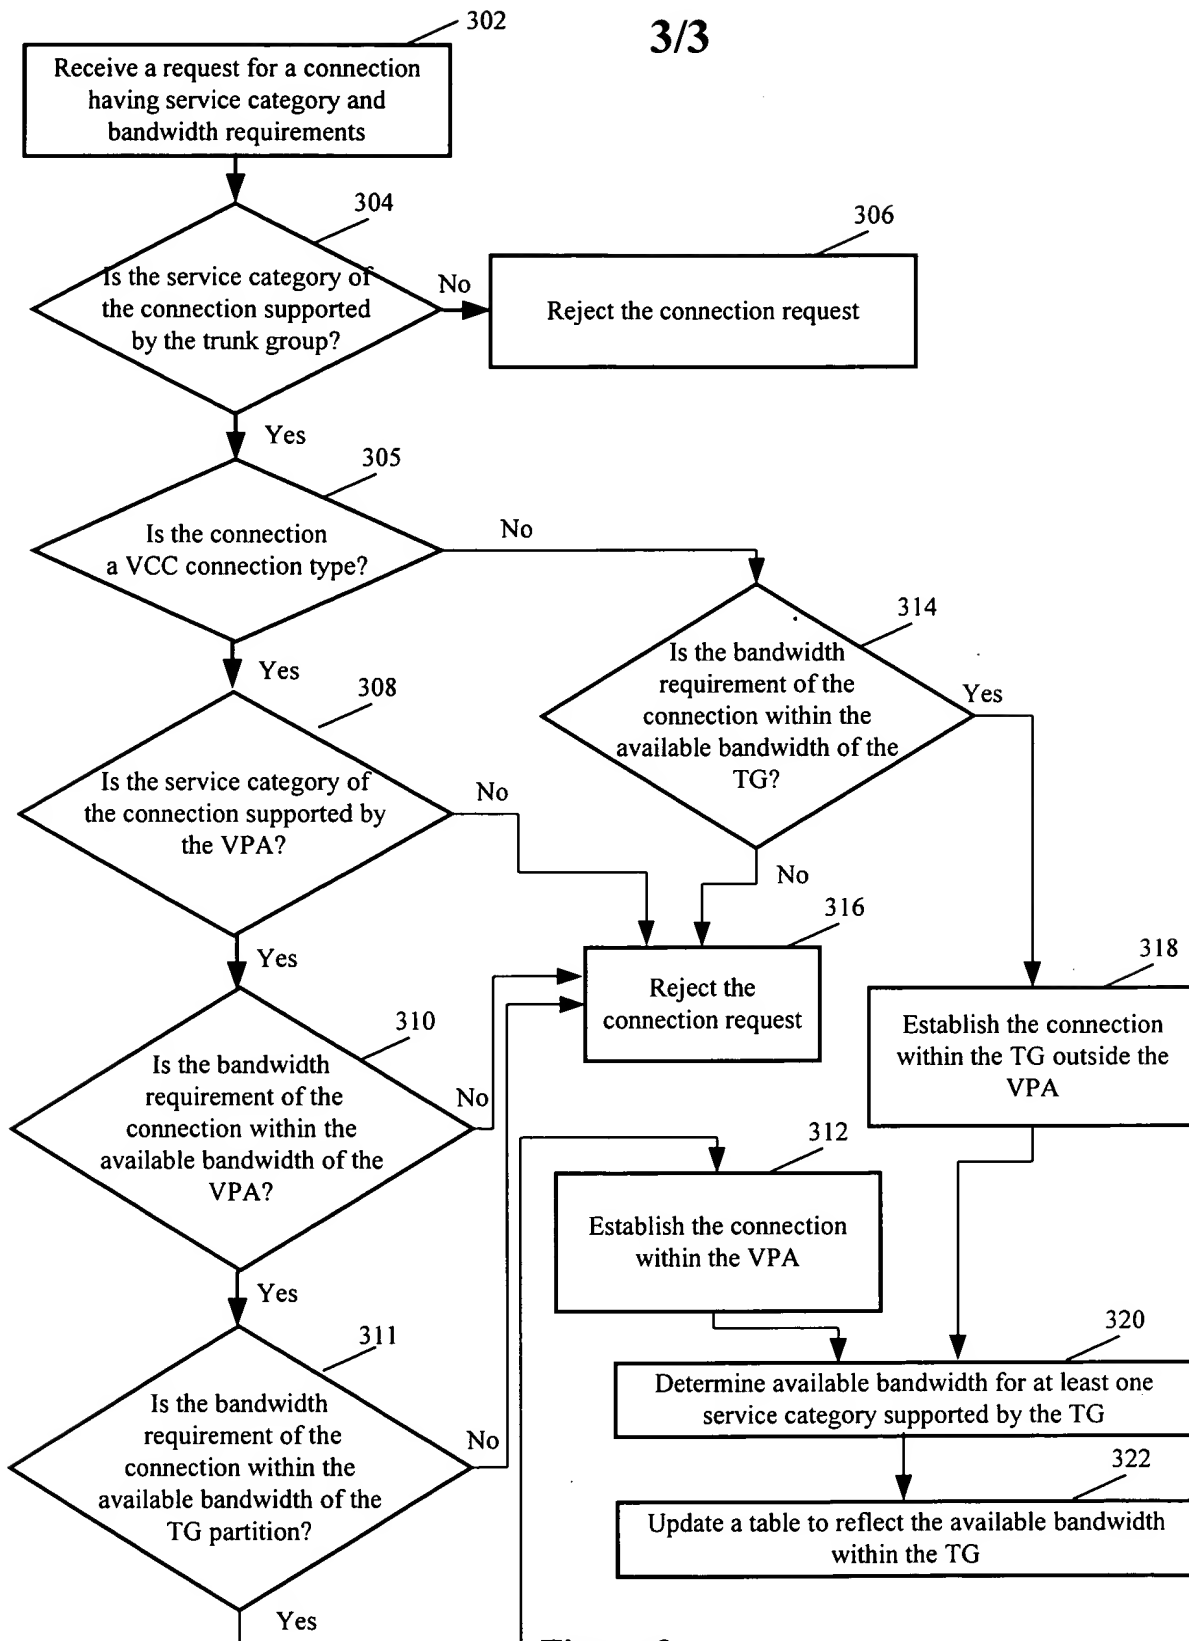 3/3
302
Receive a request for a connection
having service category and
bandwidth requirements
304
Is the service category of
the connection supported
by the trunk group?
No
306
Reject the connection request
Yes
305
Is the connection
a VCC connection type?
No
314
Is the bandwidth
requirement of the
connection within the
available bandwidth of the
TG?
Yes
Yes
308
Is the service category of
the connection supported by
the VPA?
No
No
316
Reject the
connection request
318
Establish the connection
within the TG outside the
VPA
Yes
310
Is the bandwidth
requirement of the
connection within the
available bandwidth of the
VPA?
No
312
Establish the connection
within the VPA
Yes
311
Is the bandwidth
requirement of the
connection within the
available bandwidth of the
TG partition?
No
320
Determine available bandwidth for at least one
service category supported by the TG
322
Update a table to reflect the available bandwidth
within the TG
Yes